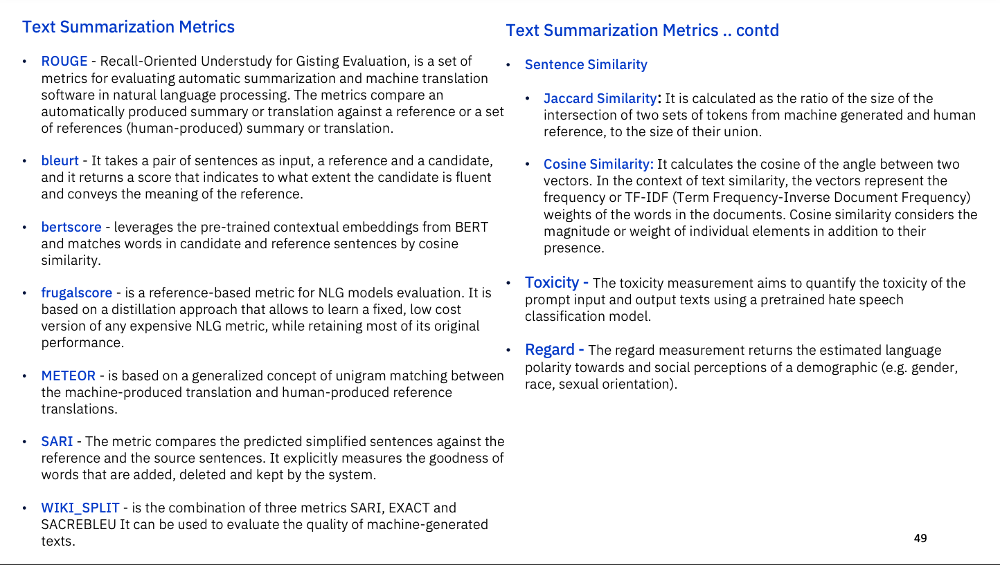 Text Summarization Metrics
• ROUGE - Recall-Oriented Understudy for Gisting Evaluation, is a set of
metrics for evaluating automatic summarization and machine translation
software in natural language processing. The metrics compare an
automatically produced summary or translation against a reference or a set
of references (human-produced) summary or translation.
• bleurt - It takes a pair of sentences as input, a reference and a candidate,
and it returns a score that indicates to what extent the candidate is fluent
and conveys the meaning of the reference.
• bertscore - leverages the pre-trained contextual embeddings from BERT
and matches words in candidate and reference sentences by cosine
similarity.
• frugalscore - is a reference-based metric for NLG models evaluation. It is
based on a distillation approach that allows to learn a fixed, low cost
version of any expensive NLG metric, while retaining most of its original
performance.
• METEOR - is based on a generalized concept of unigram matching between
the machine-produced translation and human-produced reference
translations.
• SARI - The metric compares the predicted simplified sentences against the
reference and the source sentences. It explicitly measures the goodness of
words that are added, deleted and kept by the system.
• WIKI_SPLIT - is the combination of three metrics SARI, EXACT and
SACREBLEU It can be used to evaluate the quality of machine-generated
texts.
Text Summarization Metrics .. contd
• Sentence Similarity
• Jaccard Similarity: It is calculated as the ratio of the size of the
intersection of two sets of tokens from machine generated and human
reference, to the size of their union.
• Cosine Similarity: It calculates the cosine of the angle between two
vectors. In the context of text similarity, the vectors represent the
frequency or TF-IDF (Term Frequency-Inverse Document Frequency)
weights of the words in the documents. Cosine similarity considers the
magnitude or weight of individual elements in addition to their
presence.
• Toxicity - The toxicity measurement aims to quantify the toxicity of the
prompt input and output texts using a pretrained hate speech
classification model.
• Regard - The regard measurement returns the estimated language
polarity towards and social perceptions of a demographic (e.g. gender,
race, sexual orientation).
49